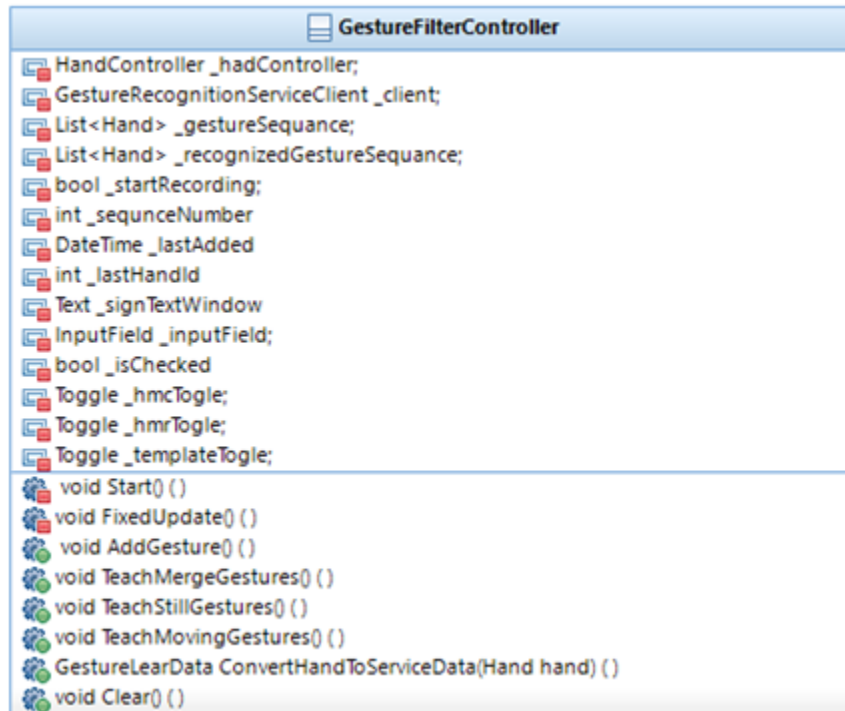 GestureFilterController
HandController _hadController;
GestureRecognitionServiceClient _client;
List<Hand> _gestureSequance;
List<Hand> _recognizedGestureSequance;
bool _startRecording;
int _sequnceNumber
DateTime _lastAdded
int _lastHandId
Text _signTextWindow
InputField _inputField;
bool _isChecked
Toggle _hmcTogle;
Toggle _hmrTogle;
Toggle _templateTogle;
void Start() ( )
void FixedUpdate() ( )
void AddGesture() ( )
void TeachMergeGestures() ( )
void TeachStillGestures() ( )
void TeachMovingGestures() ( )
GestureLearData ConvertHandToServiceData(Hand hand) ( )
void Clear() ( )